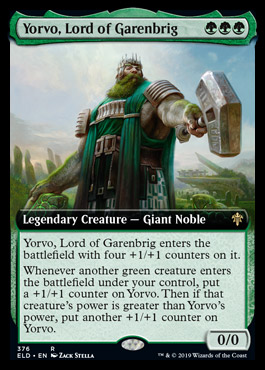 Yorvo, Lord of Garenbrig
Legendary Creature — Giant Noble
Yorvo, Lord of Garenbrig enters the
battlefield with four +1/+1 counters on it.
Whenever another green creature enters
the battlefield under your control, put
a +1/+1 counter on Yorvo. Then if that
creature's power is greater than Yorvo's
power, put another +1/+1 counter on
Yorvo.
0/0
376 R
ELD • EN ZACK STELLA
™ & © 2019 Wizards of the Coast